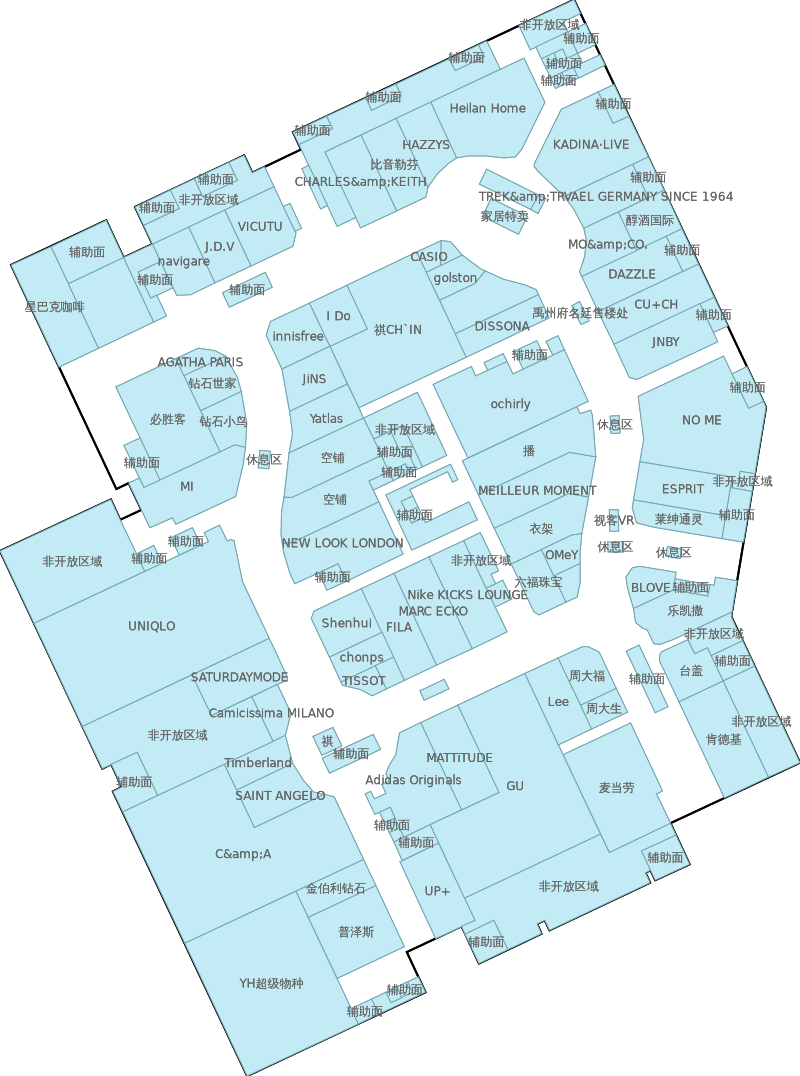 非开放区域
辅助面
辅助面
辅助面
辅助面
辅助面
辅助面
Heilan Home
辅助面
辅助面
HAZZYS
KADINA·LIVE
比音勒芬
CHARLES&amp;KEITH
辅助面
辅助面
非开放区域
辅助面
TREK&amp;TRVAEL GERMANY SINCE 1964
家居特卖
醇酒国际
VICUTU
J.D.V
MO&amp;CO.
辅助面
辅助面
navigare
CASIO
golston
DAZZLE
辅助面
辅助面
星巴克咖啡
CU+CH
禹州府名廷售楼处
辅助面
I Do
祺CH`IN
DISSONA
innisfree
JNBY
辅助面
AGATHA PARIS
钻石世家
JiNS
辅助面
必胜客
钻石小鸟
Yatlas
ochirly
NO ME
非开放区域
休息区
辅助面
休息区
空铺
辅助面
播
辅助面
MI
空铺
MEILLEUR MOMENT
ESPRIT
非开放区域
辅助面
视客VR
莱绅通灵
辅助面
衣架
辅助面
NEW LOOK LONDON
休息区
休息区
辅助面
非开放区域
非开放区域
OMeY
辅助面
六福珠宝
BLOVE
辅助面
Nike KICKS LOUNGE
MARC ECKO
乐凯撒
UNIQLO
Shenhui
FILA
非开放区域
chonps
辅助面
台盖
SATURDAYMODE
TISSOT
周大福
辅助面
Lee
周大生
Camicissima MILANO
非开放区域
非开放区域
祺
辅助面
肯德基
Timberland
MATTiTUDE
辅助面
Adidas Originals
GU
麦当劳
SAINT ANGELO
辅助面
辅助面
C&amp;A
辅助面
金伯利钻石
UP+
非开放区域
普泽斯
辅助面
YH超级物种
辅助面
辅助面